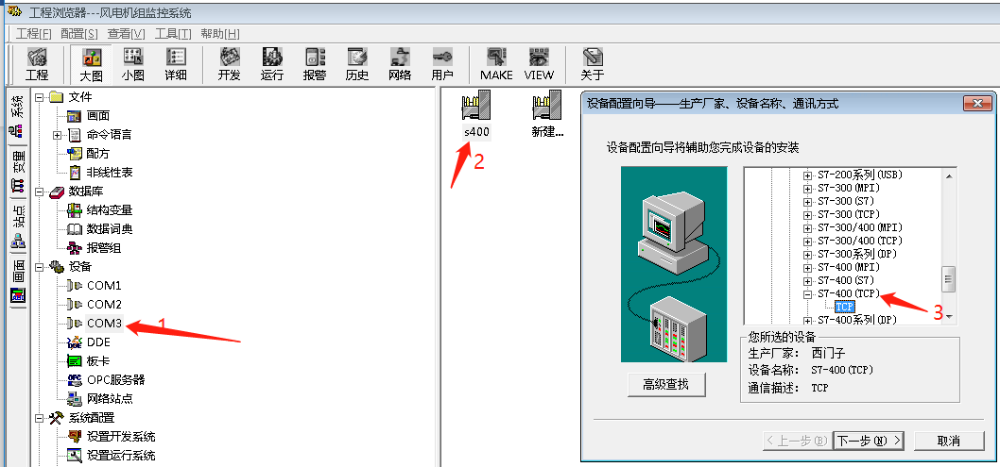 工程浏览器---风电机组监控系统
工程[F] 配置[S] 查看[V] 工具[T] 帮助[H]
工程 大图 小图 详细 开发 运行 报警 历史 网络 用户 MAKE VIEW 关于
系统
变量
站点
画面
文件
画面
命令语言
配方
非线性表
数据库
结构变量
数据词典
报警组
设备
COM1
COM2
COM3
1
DDE
板卡
OPC服务器
网络站点
系统配置
设置开发系统
设置运行系统
s400
2
新建...
设备配置向导——生产厂家、设备名称、通讯方式
设备配置向导将辅助您完成设备的安装
S7-200系列(USB)
S7-300(MPI)
S7-300(S7)
S7-300(TCP)
S7-300/400(MPI)
S7-300/400(TCP)
S7-300系列(DP)
S7-400(MPI)
S7-400(S7)
S7-400(TCP)
TCP
3
S7-400系列(DP)
您所选的设备
生产厂家: 西门子
设备名称: S7-400(TCP)
通信描述: TCP
高级查找
<上一步(B) 下一步(N)> 取消